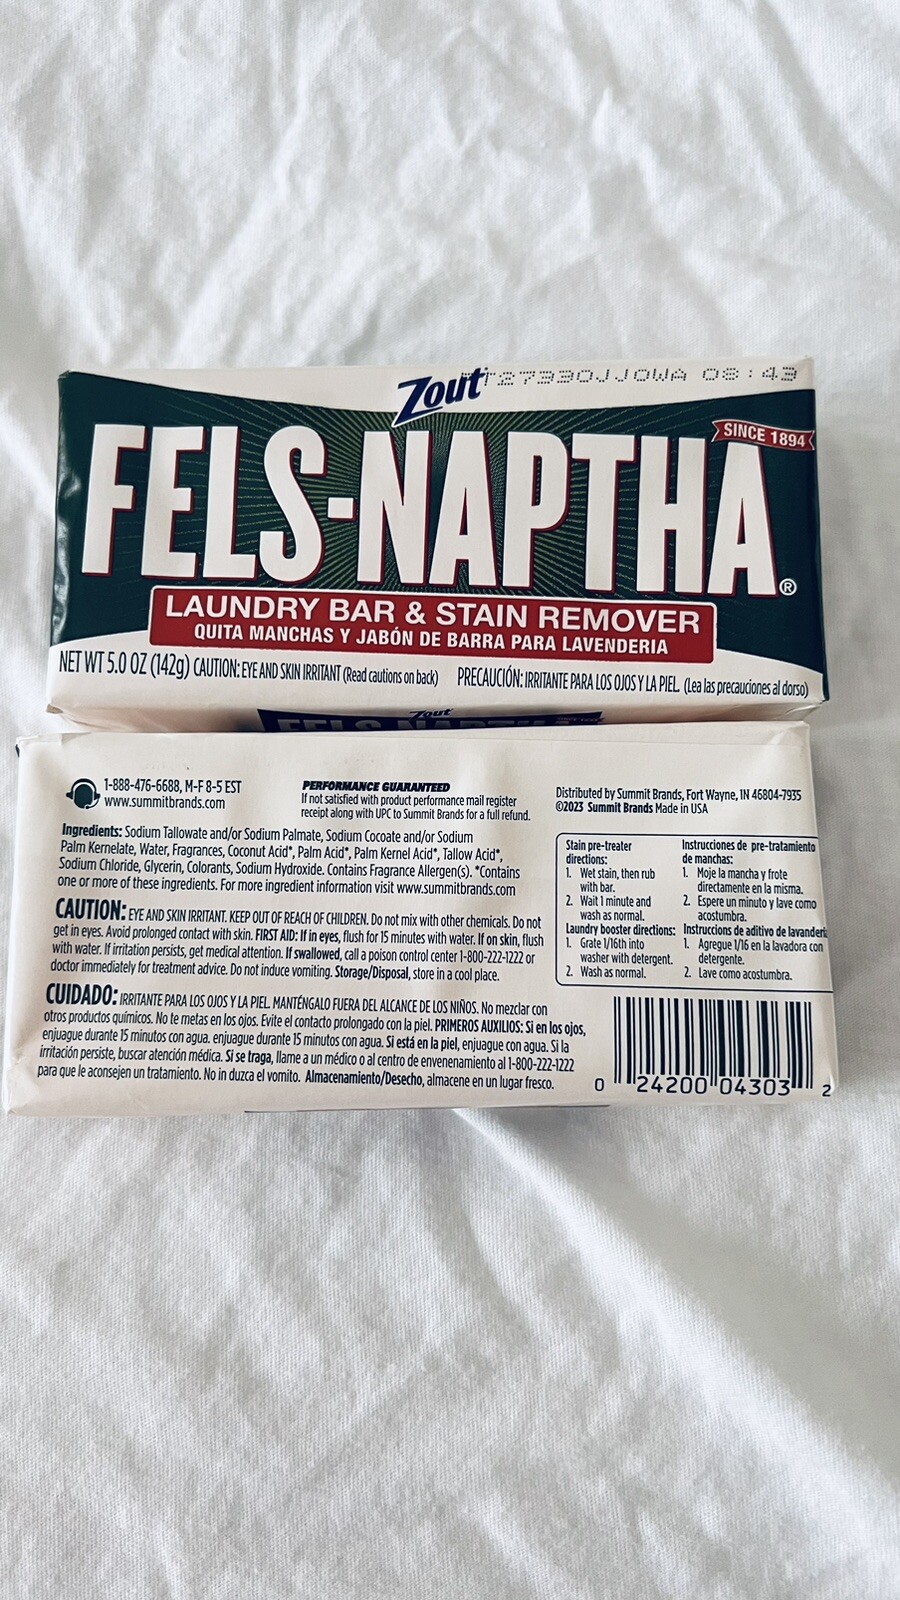 Zout
T27330JJOWA 08:43
SINCE 1894
FELS-NAPTHA®
LAUNDRY BAR & STAIN REMOVER
QUITA MANCHAS Y JABÓN DE BARRA PARA LAVENDERIA
NET WT 5.0 OZ (142g) CAUTION: EYE AND SKIN IRRITANT (Read cautions on back) PRECAUCIÓN: IRRITANTE PARA LOS OJOS Y LA PIEL. (Lea las precauciones al dorso)
Zout
FELS-NAPTHA
1-888-476-6688, M-F 8-5 EST
www.summitbrands.com
PERFORMANCE GUARANTEED
If not satisfied with product performance mail register
receipt along with UPC to Summit Brands for a full refund.
Distributed by Summit Brands, Fort Wayne, IN 46804-7935
©2023 Summit Brands Made in USA
Ingredients: Sodium Tallowate and/or Sodium Palmate, Sodium Cocoate and/or Sodium
Palm Kernelate, Water, Fragrances, Coconut Acid*, Palm Acid*, Palm Kernel Acid*, Tallow Acid*,
Sodium Chloride, Glycerin, Colorants, Sodium Hydroxide. Contains Fragrance Allergen(s). *Contains
one or more of these ingredients. For more ingredient information visit www.summitbrands.com
CAUTION: EYE AND SKIN IRRITANT. KEEP OUT OF REACH OF CHILDREN. Do not mix with other chemicals. Do not
get in eyes. Avoid prolonged contact with skin. FIRST AID: If in eyes, flush for 15 minutes with water. If on skin, flush
with water. If irritation persists, get medical attention. If swallowed, call a poison control center 1-800-222-1222 or
doctor immediately for treatment advice. Do not induce vomiting. Storage/Disposal, store in a cool place.
CUIDADO: IRRITANTE PARA LOS OJOS Y LA PIEL. MANTÉNGALO FUERA DEL ALCANCE DE LOS NIÑOS. No mezclar con
otros productos químicos. No te metas en los ojos. Evite el contacto prolongado con la piel. PRIMEROS AUXILIOS: Si en los ojos,
enjuague durante 15 minutos con agua. enjuague durante 15 minutos con agua. Si está en la piel, enjuague con agua. Si la
irritación persiste, buscar atención médica. Si se traga, llame a un médico o al centro de envenenamiento al 1-800-222-1222
para que le aconsejen un tratamiento. No in duzca el vomito. Almacenamiento/Desecho, almacene en un lugar fresco.
Stain pre-treater
directions:
1. Wet stain, then rub
with bar.
2. Wait 1 minute and
wash as normal.
Laundry booster directions:
1. Grate 1/16th into
washer with detergent.
2. Wash as normal.
Instrucciones de pre-tratamiento
de manchas:
1. Moje la mancha y frote
directamente en la misma.
2. Espere un minuto y lave como
acostumbra.
Instruccions de aditivo de lavanderi
1. Agregue 1/16 en la lavadora con
detergente.
2. Lave como acostumbra.
0 24200 04303 2